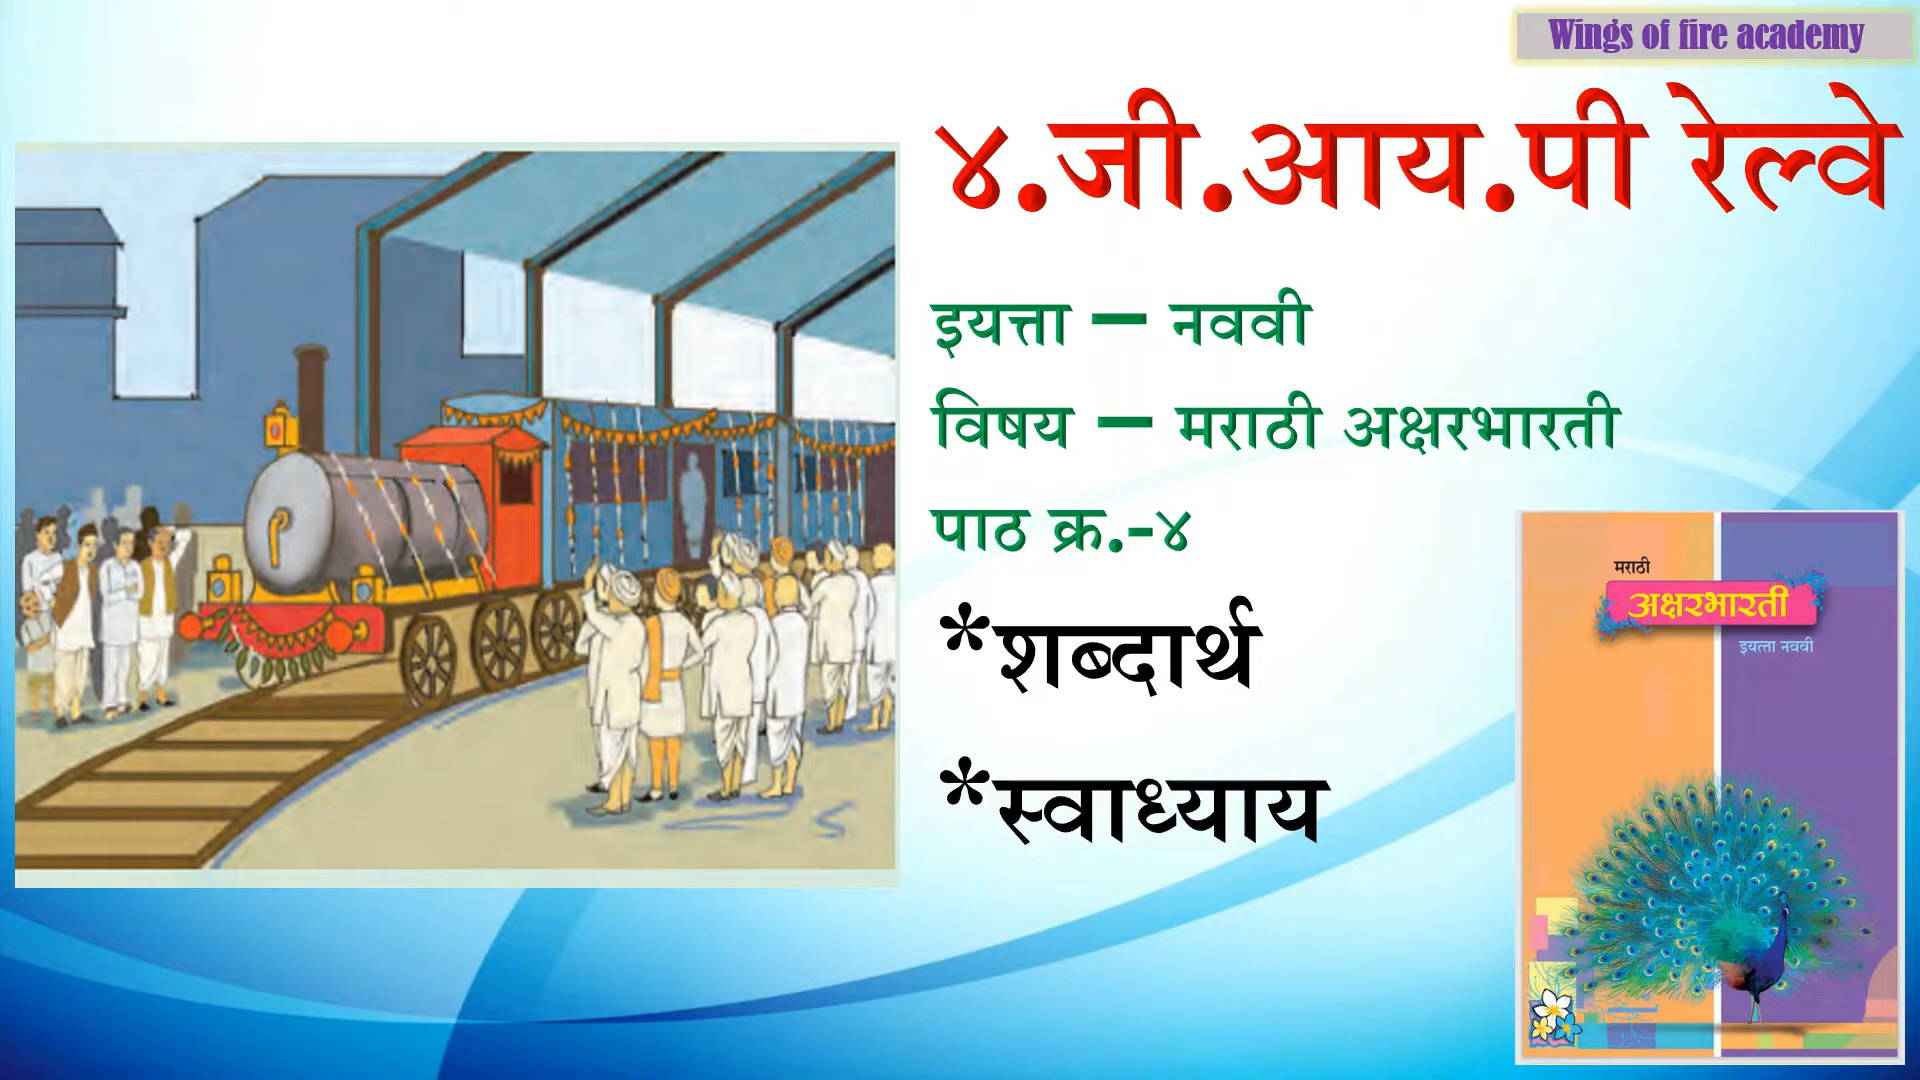 Wings of fire academy
४.जी.आय.पी रेल्वे
इयत्ता – नववी
विषय – मराठी अक्षरभारती
पाठ क्र.-४
*शब्दार्थ
*स्वाध्याय
मराठी
अक्षरभारती
इयत्ता नववी